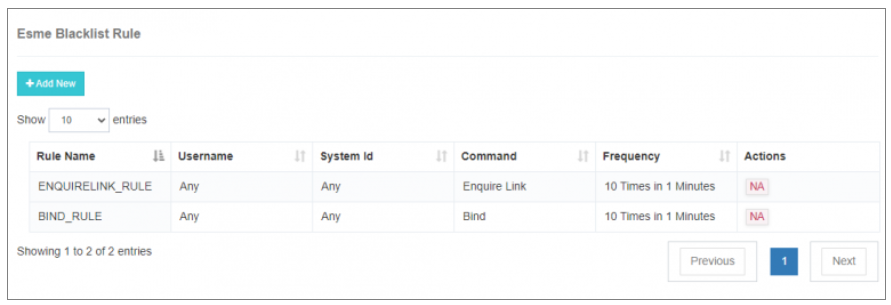 Esme Blacklist Rule
+ Add New
Show 10 entries
Rule Name Username System Id Command Frequency Actions
ENQUIRELINK_RULE Any Any Enquire Link 10 Times in 1 Minutes NA
BIND_RULE Any Any Bind 10 Times in 1 Minutes NA
Showing 1 to 2 of 2 entries
Previous 1 Next